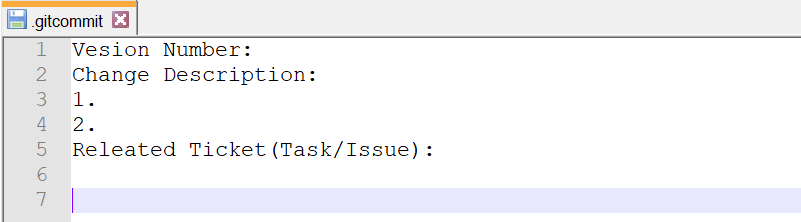 .gitcommit
1 Vesion Number:
2 Change Description:
3 1.
4 2.
5 Releated Ticket(Task/Issue):
6
7